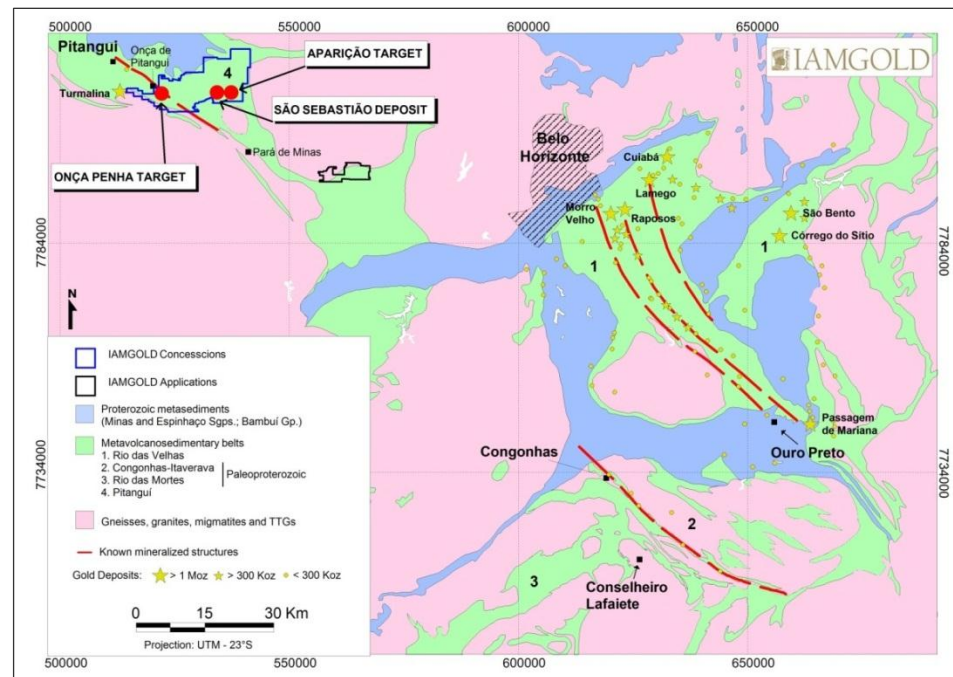 500000
550000
600000
650000
Pitangui
Onça de
Pitangui
4
APARIÇÃO TARGET
IAMGOLD
Turmalina
SÃO SEBASTIÃO DEPOSIT
Pará de Minas
ONÇA PENHA TARGET
Belo
Horizonte
Cuiabá
Lamego
Morro
Velho
Raposos
São Bento
Córrego do Sítio
1
1
7784000
7784000
N
IAMGOLD Concesscions
IAMGOLD Applications
Proterozoic metasediments
(Minas and Espinhaço Sgps.; Bambuí Gp.)
Metavolcanosedimentary belts
1. Rio das Velhas
2. Congonhas-Itaverava
3. Rio das Mortes
4. Pitanguí
Paleoproterozoic
Gneisses, granites, migmatites and TTGs
Known mineralized structures
Gold Deposits: > 1 Moz > 300 Koz < 300 Koz
0 15 30 Km
Projection: UTM - 23°S
Passagem
de Mariana
Ouro Preto
Congonhas
7734000
7734000
2
3
Conselheiro
Lafaiete
500000
550000
600000
650000